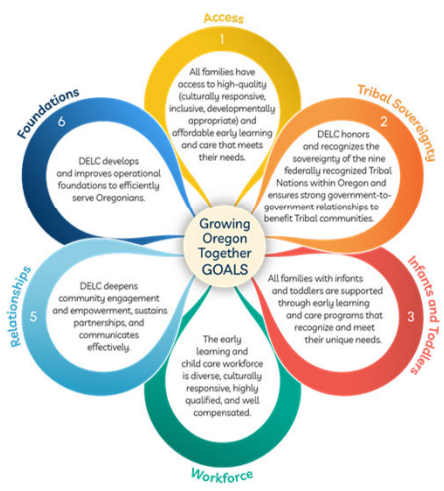 Access
1
All families have
access to high-quality
(culturally responsive,
inclusive, developmentally
appropriate) and
affordable early learning
and care that meets
their needs.
Tribal Sovereignty
2
DELC honors
and recognizes the
sovereignty of the nine
federally recognized Tribal
Nations within Oregon and
ensures strong government-to-
government relationships to
benefit Tribal communities.
Infants and Toddlers
3
All families with infants
and toddlers are supported
through early learning
and care programs that
recognize and meet
their unique needs.
The early
learning and
child care workforce
is diverse, culturally
responsive, highly
qualified, and well
compensated.
Workforce
Relationships
5
DELC deepens
community engagement
and empowerment, sustains
partnerships, and
communicates
effectively.
Foundations
6
DELC develops
and improves operational
foundations to efficiently
serve Oregonians.
Growing
Oregon
Together
GOALS